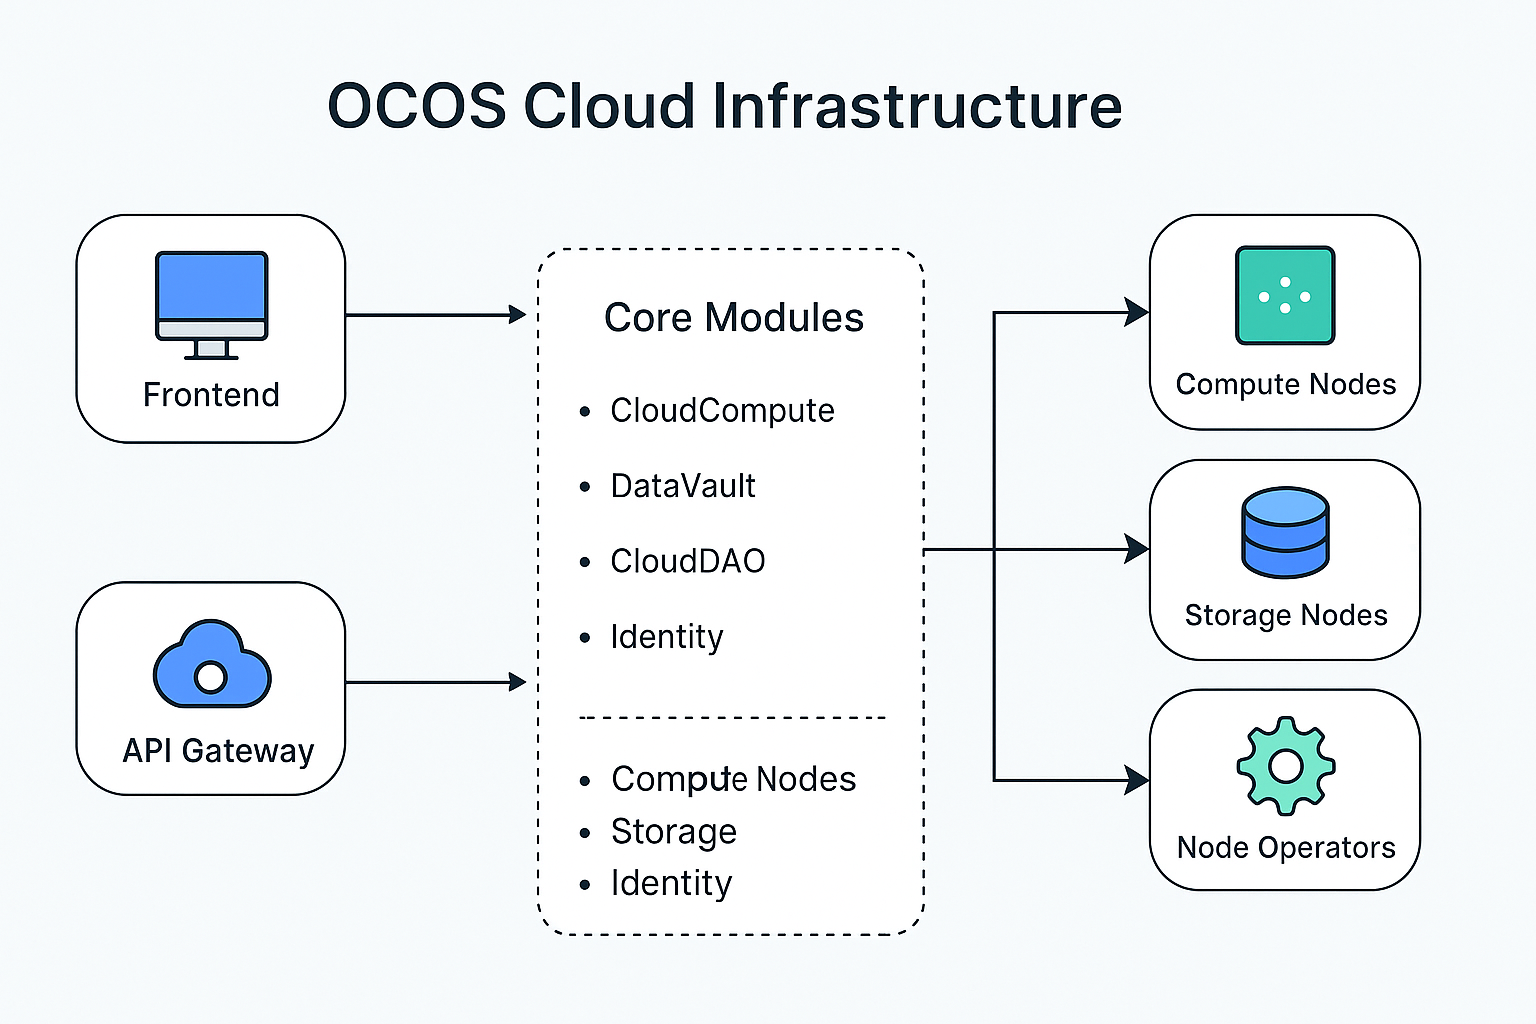 OCOS Cloud Infrastructure
Frontend
API Gateway
Core Modules
• CloudCompute
• DataVault
• CloudDAO
• Identity
• Compute Nodes
• Storage
• Identity
Compute Nodes
Storage Nodes
Node Operators